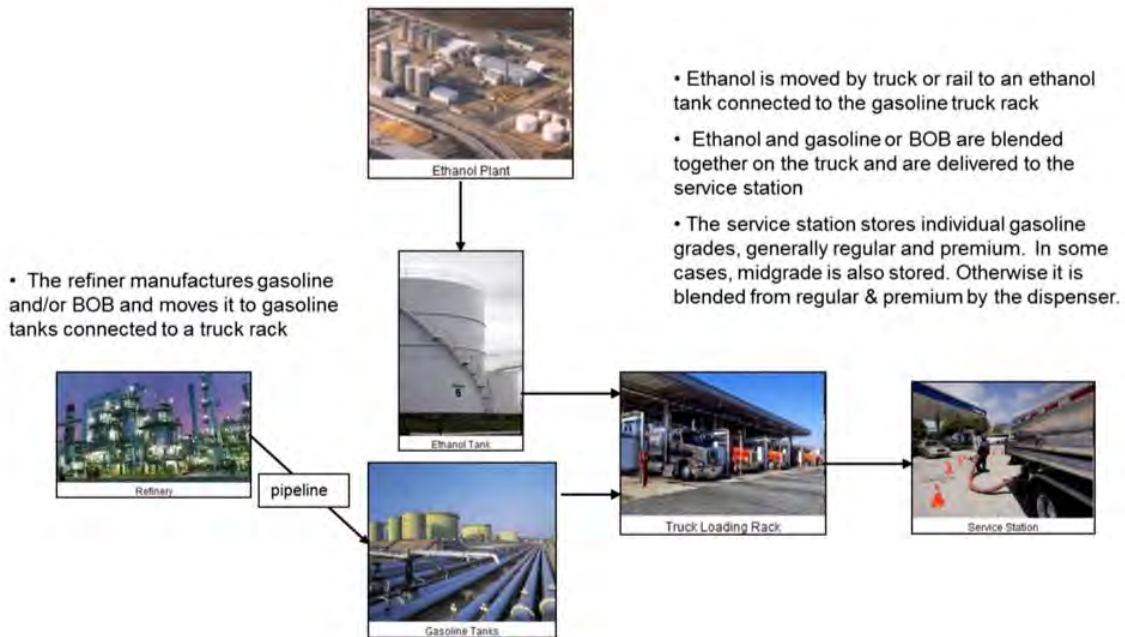 Ethanol Plant
• Ethanol is moved by truck or rail to an ethanol
tank connected to the gasoline truck rack
• Ethanol and gasoline or BOB are blended
together on the truck and are delivered to the
service station
• The service station stores individual gasoline
grades, generally regular and premium. In some
cases, midgrade is also stored. Otherwise it is
blended from regular & premium by the dispenser.
• The refiner manufactures gasoline
and/or BOB and moves it to gasoline
tanks connected to a truck rack
6
Ethanol Tank
Refinery
pipeline
Truck Loading Rack
Service Station
Gasoline Tanks